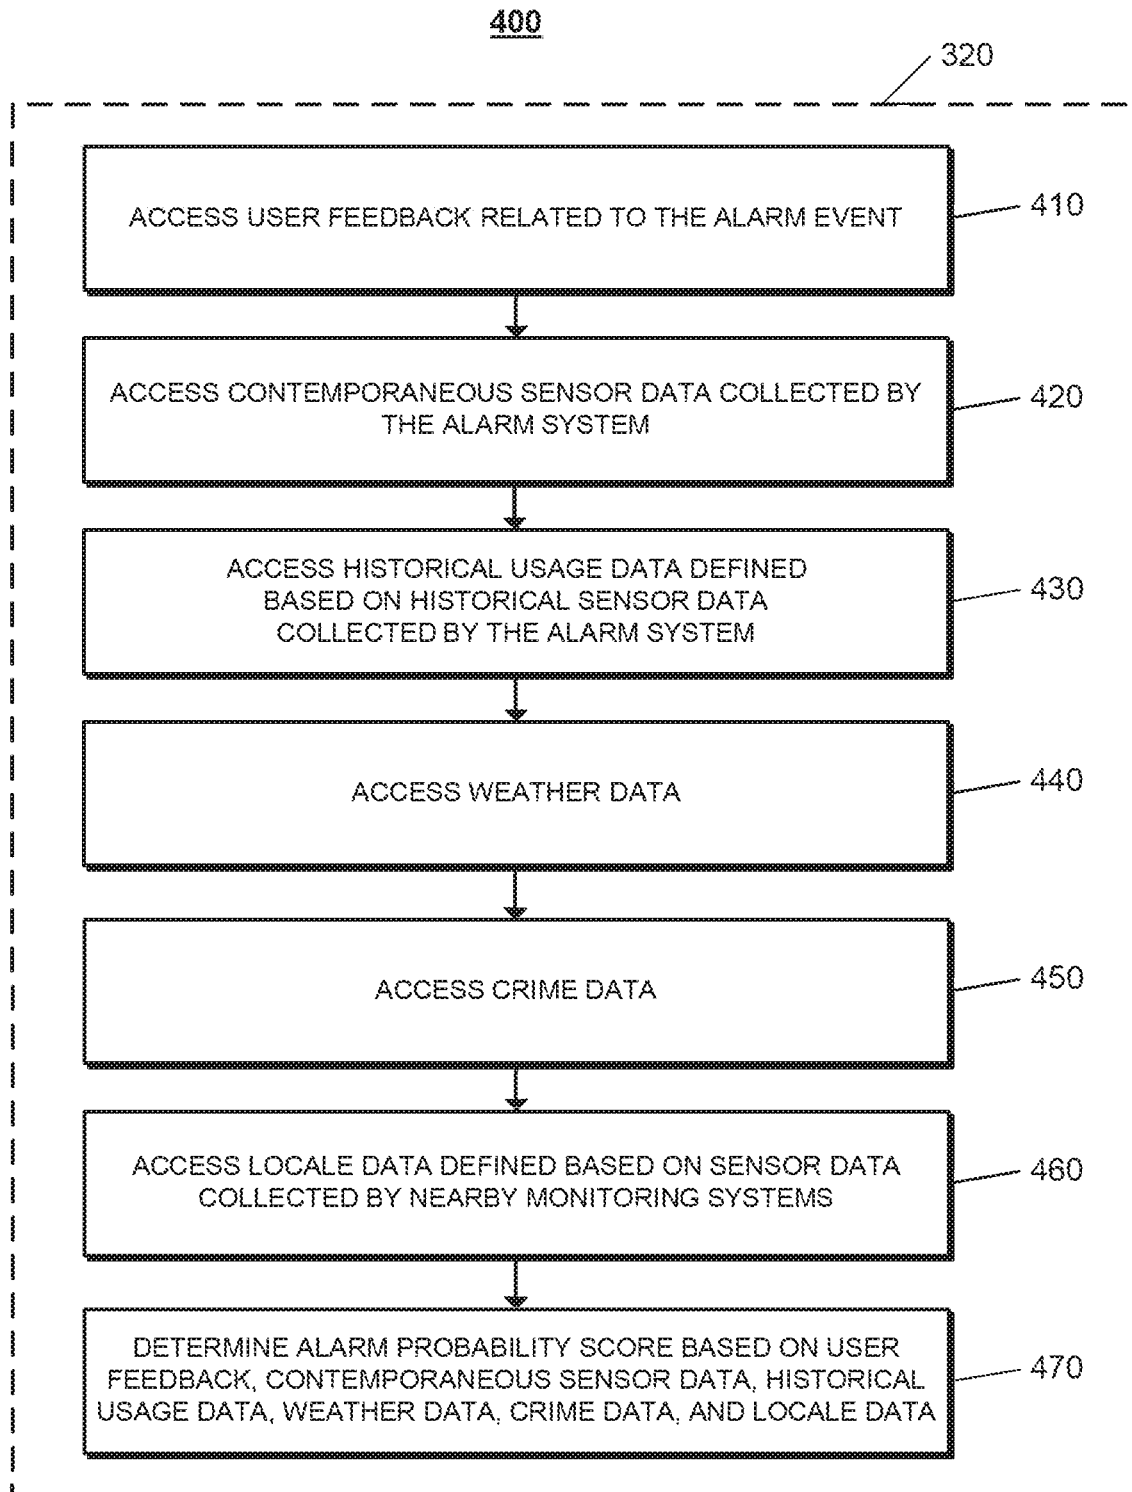 400
320
ACCESS USER FEEDBACK RELATED TO THE ALARM EVENT
410
ACCESS CONTEMPORANEOUS SENSOR DATA COLLECTED BY
THE ALARM SYSTEM
420
ACCESS HISTORICAL USAGE DATA DEFINED
BASED ON HISTORICAL SENSOR DATA
COLLECTED BY THE ALARM SYSTEM
430
ACCESS WEATHER DATA
440
ACCESS CRIME DATA
450
ACCESS LOCALE DATA DEFINED BASED ON SENSOR DATA
COLLECTED BY NEARBY MONITORING SYSTEMS
460
DETERMINE ALARM PROBABILITY SCORE BASED ON USER
FEEDBACK, CONTEMPORANEOUS SENSOR DATA, HISTORICAL
USAGE DATA, WEATHER DATA, CRIME DATA, AND LOCALE DATA
470